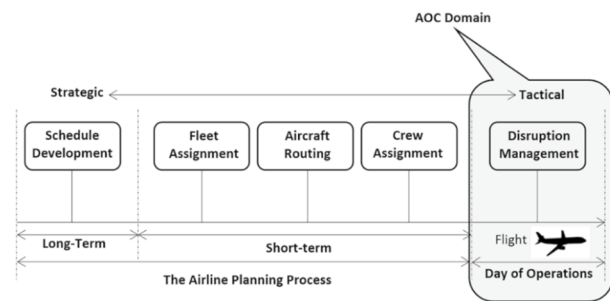 AOC Domain
Strategic
Tactical
Schedule
Development
Fleet
Assignment
Aircraft
Routing
Crew
Assignment
Disruption
Management
Long-Term
Short-term
Flight
The Airline Planning Process
Day of Operations